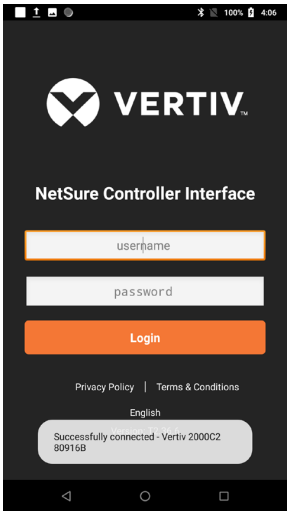 100% 4:06
VERTIV™
NetSure Controller Interface
username
password
Login
Privacy Policy | Terms & Conditions
English
Successfully connected - Vertiv 2000C2
80916B